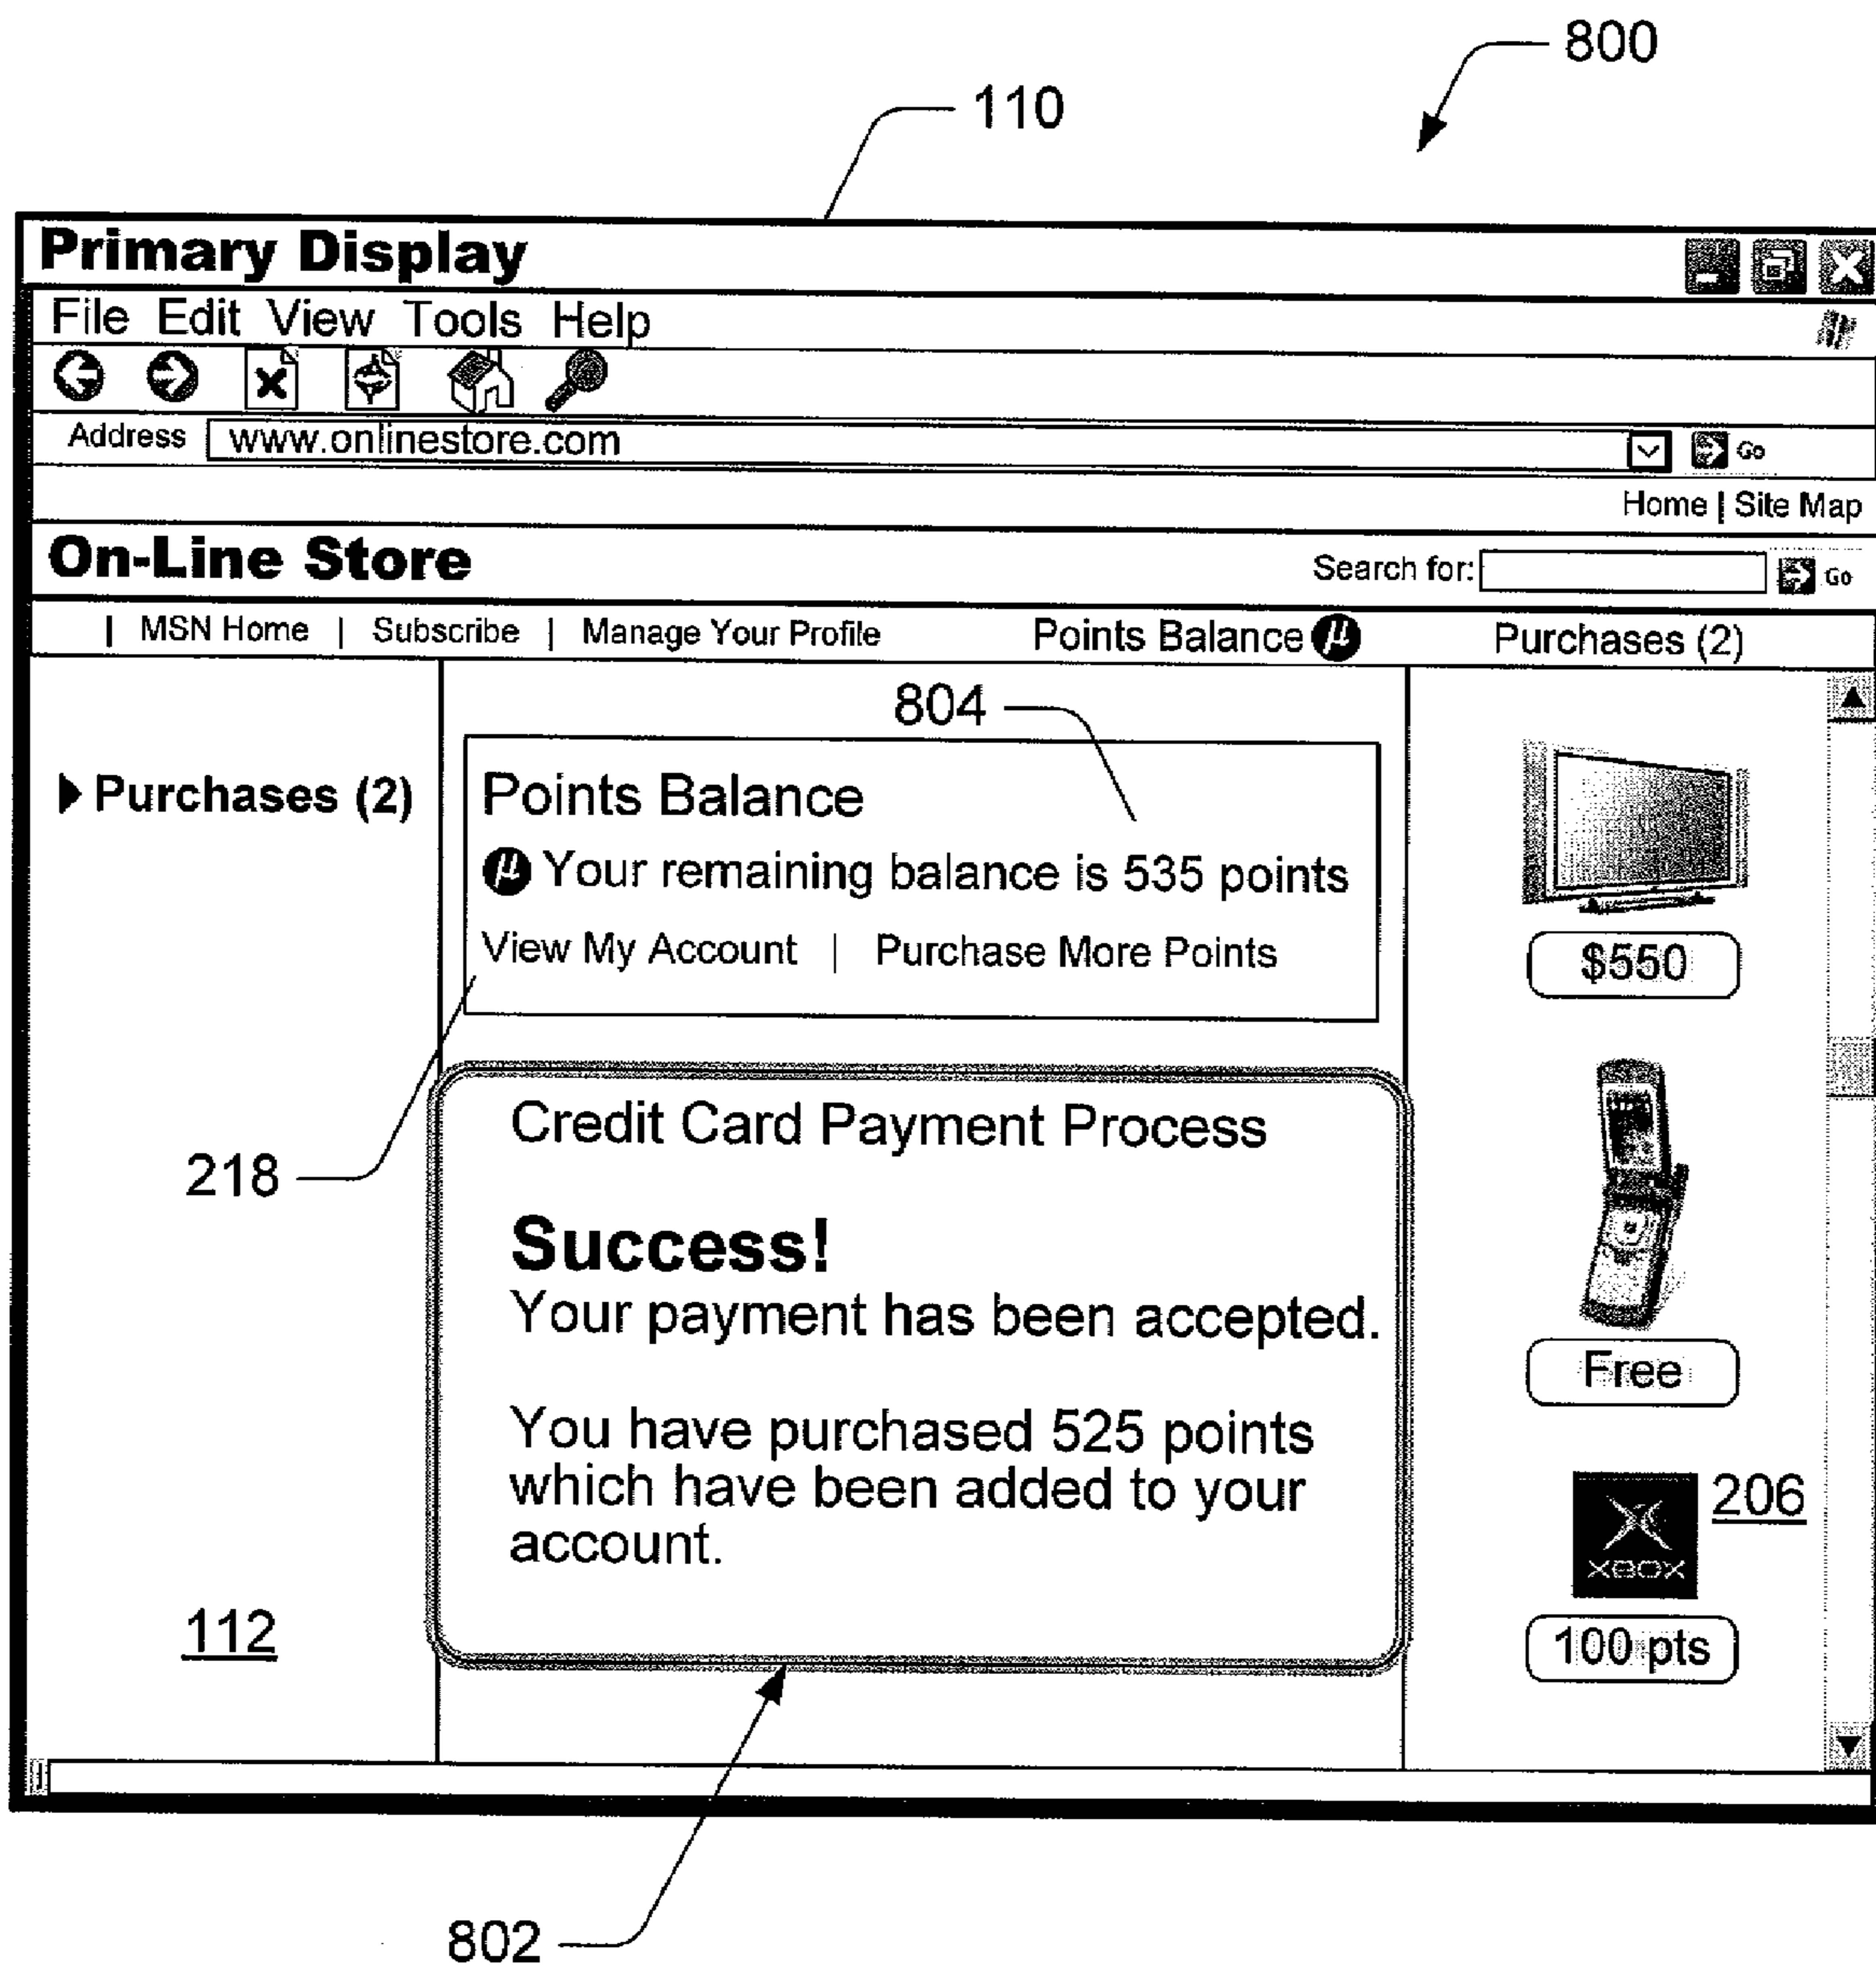 800
110
Primary Display
File Edit View Tools Help
Address www.onlinestore.com Go
Home | Site Map
On-Line Store Search for: Go
| MSN Home | Subscribe | Manage Your Profile Points Balance μ Purchases (2)
804
Purchases (2)
Points Balance
μ Your remaining balance is 535 points
View My Account | Purchase More Points
$550
218
Credit Card Payment Process
Success!
Your payment has been accepted.
You have purchased 525 points
which have been added to your
account.
Free
206
XBOX
100 pts
112
802